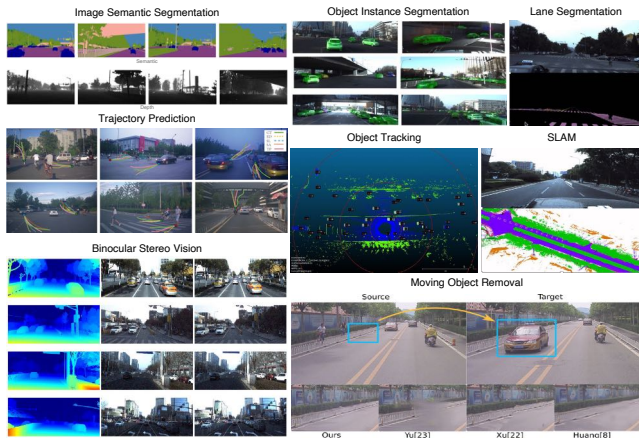 Image Semantic Segmentation
Semantic
Depth
Trajectory Prediction
Binocular Stereo Vision
Object Instance Segmentation
Lane Segmentation
Object Tracking
SLAM
Moving Object Removal
Source
Target
Ours
Yu[23]
Xu[22]
Huang[8]